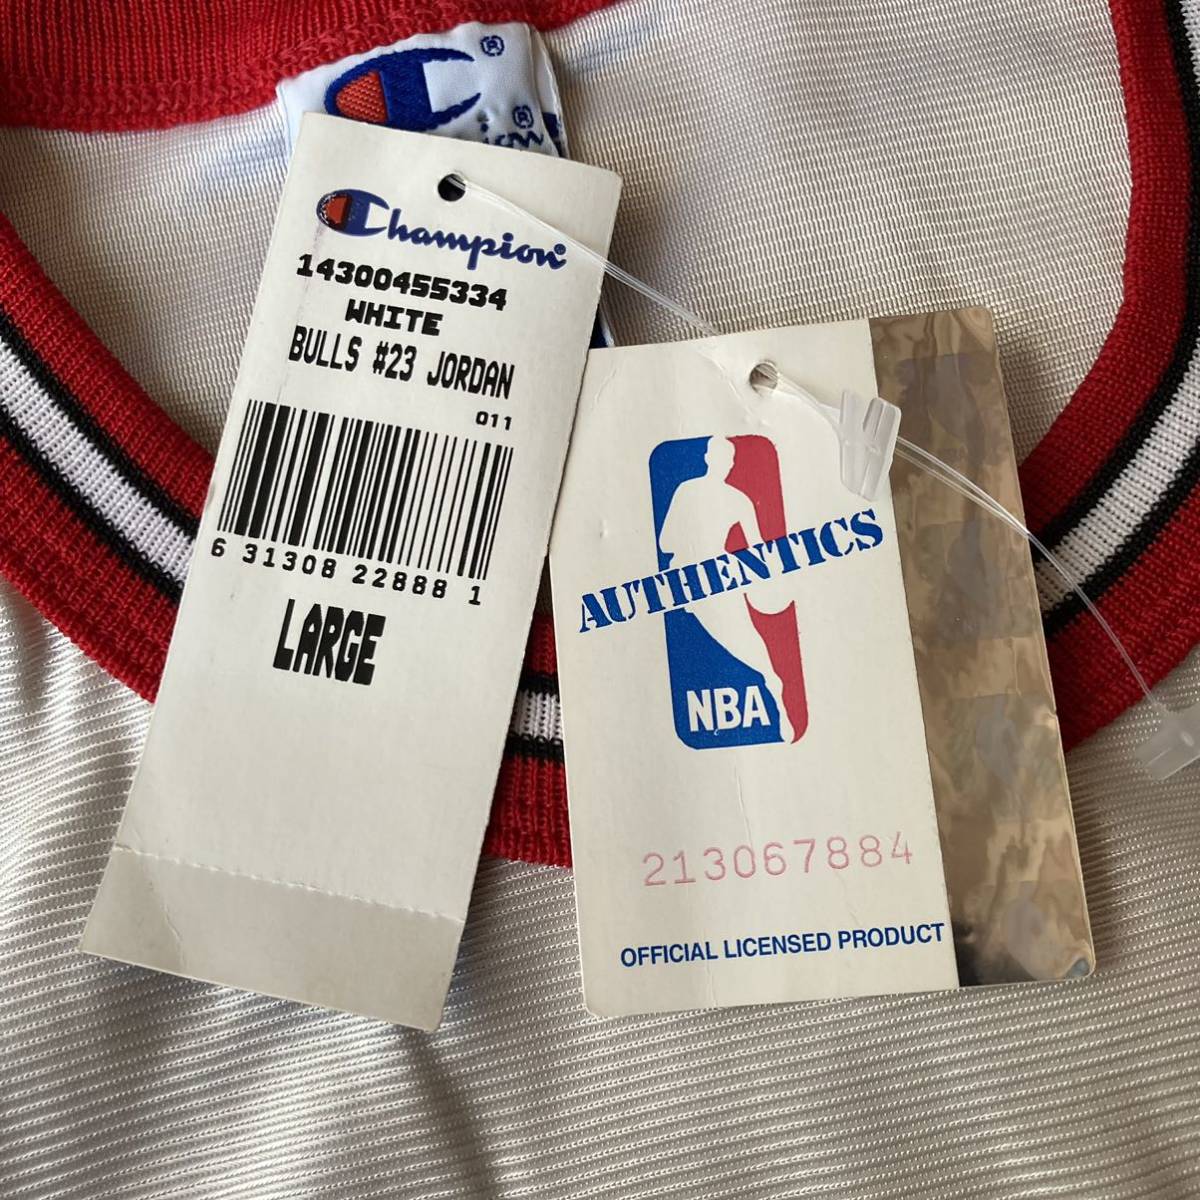 ®
®
Champion®
14300455334
WHITE
BULLS #23 JORDAN
011
6 31308 22888 1
LARGE
AUTHENTICS
NBA
213067884
OFFICIAL LICENSED PRODUCT